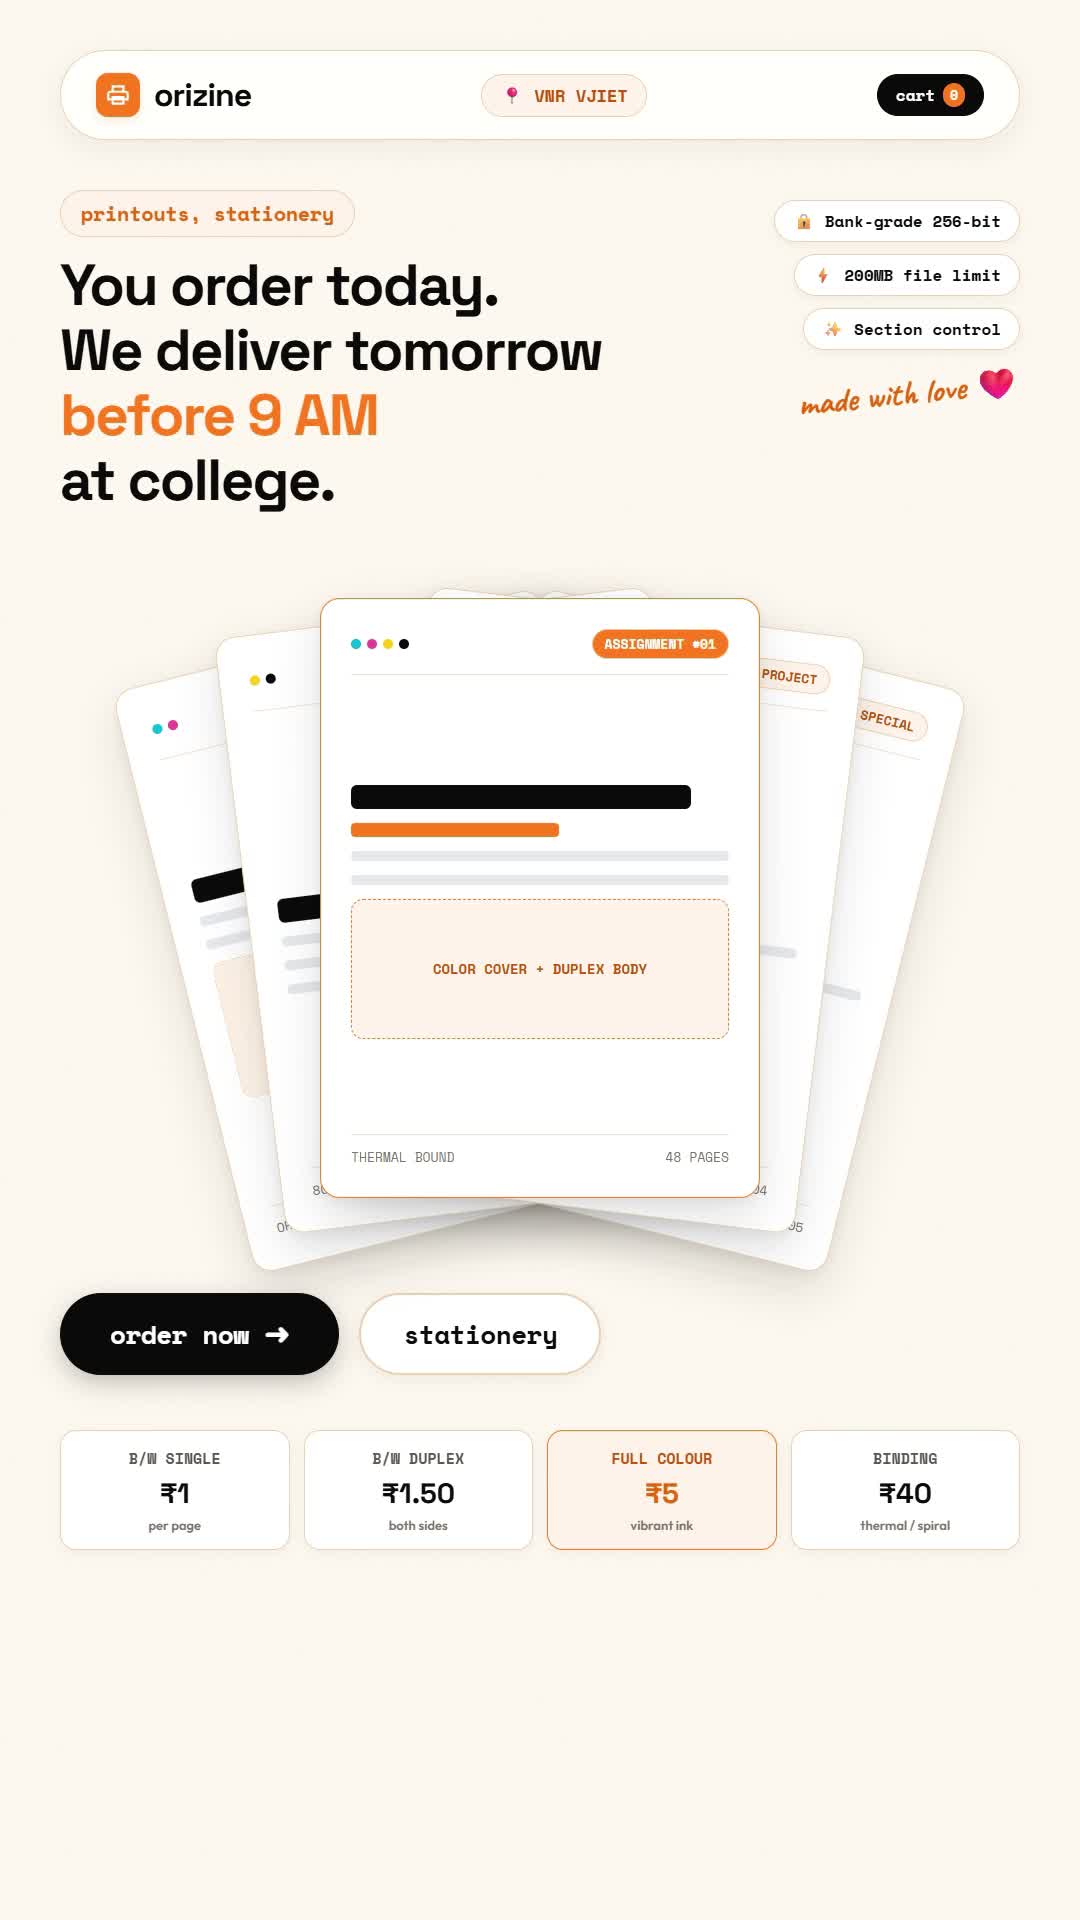 orizine
VNR VJIET
cart 0
printouts, stationery
You order today.
We deliver tomorrow
before 9 AM
at college.
Bank-grade 256-bit
200MB file limit
Section control
made with love
ASSIGNMENT #01
PROJECT
SPECIAL
COLOR COVER + DUPLEX BODY
THERMAL BOUND
48 PAGES
order now →
stationery
B/W SINGLE
₹1
per page
B/W DUPLEX
₹1.50
both sides
FULL COLOUR
₹5
vibrant ink
BINDING
₹40
thermal / spiral